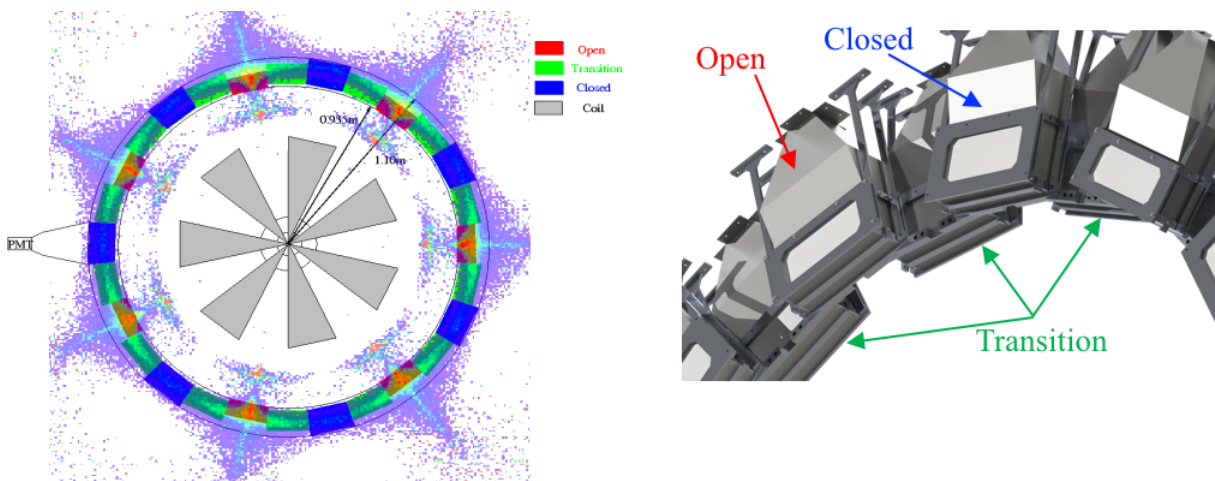 Open
Transition
Closed
Coil
0.935m
1.10m
PMT
Open
Closed
Transition